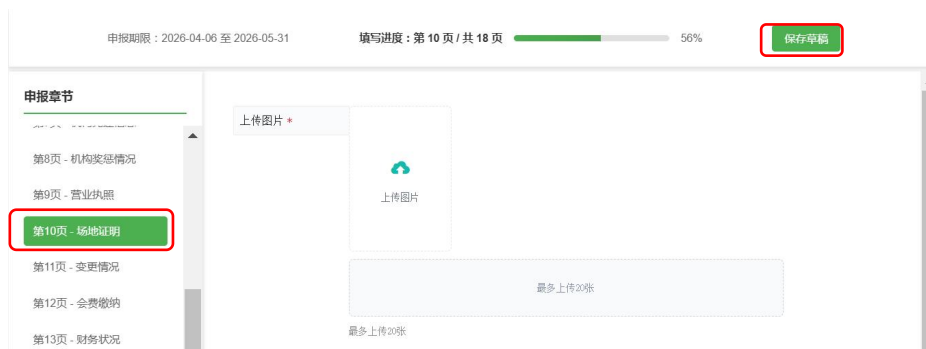 申报期限：2026-04-06 至 2026-05-31
填写进度：第 10 页 / 共 18 页
56%
保存草稿
申报章节
第8页 - 机构奖惩情况
第9页 - 营业执照
第10页 - 场地证明
第11页 - 变更情况
第12页 - 会费缴纳
第13页 - 财务状况
上传图片 *
上传图片
最多上传20张
最多上传20张